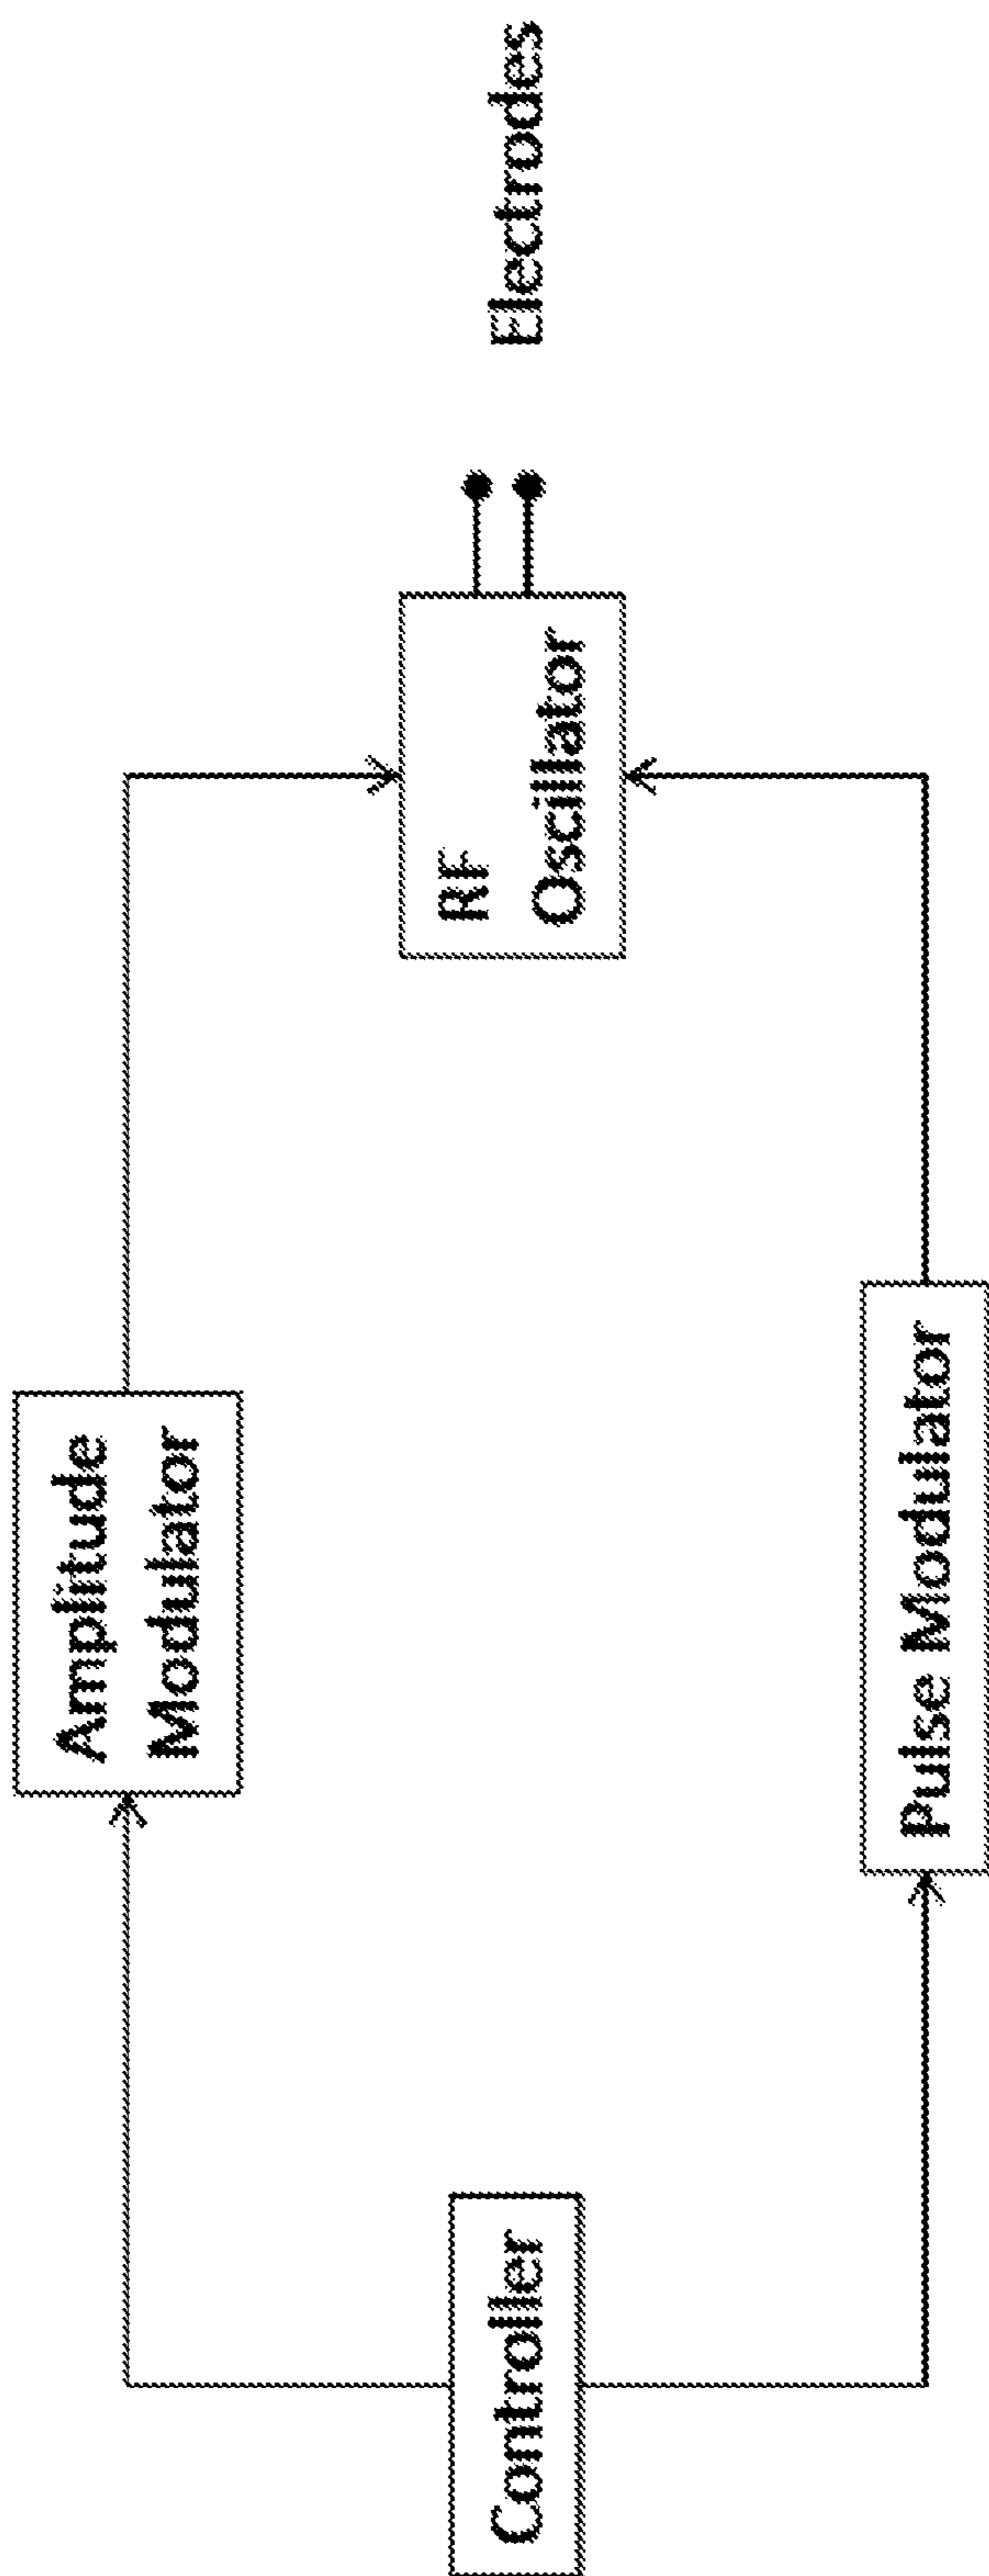 Controller
Amplitude
Modulator
Pulse Modulator
RF
Oscillator
Electrodes